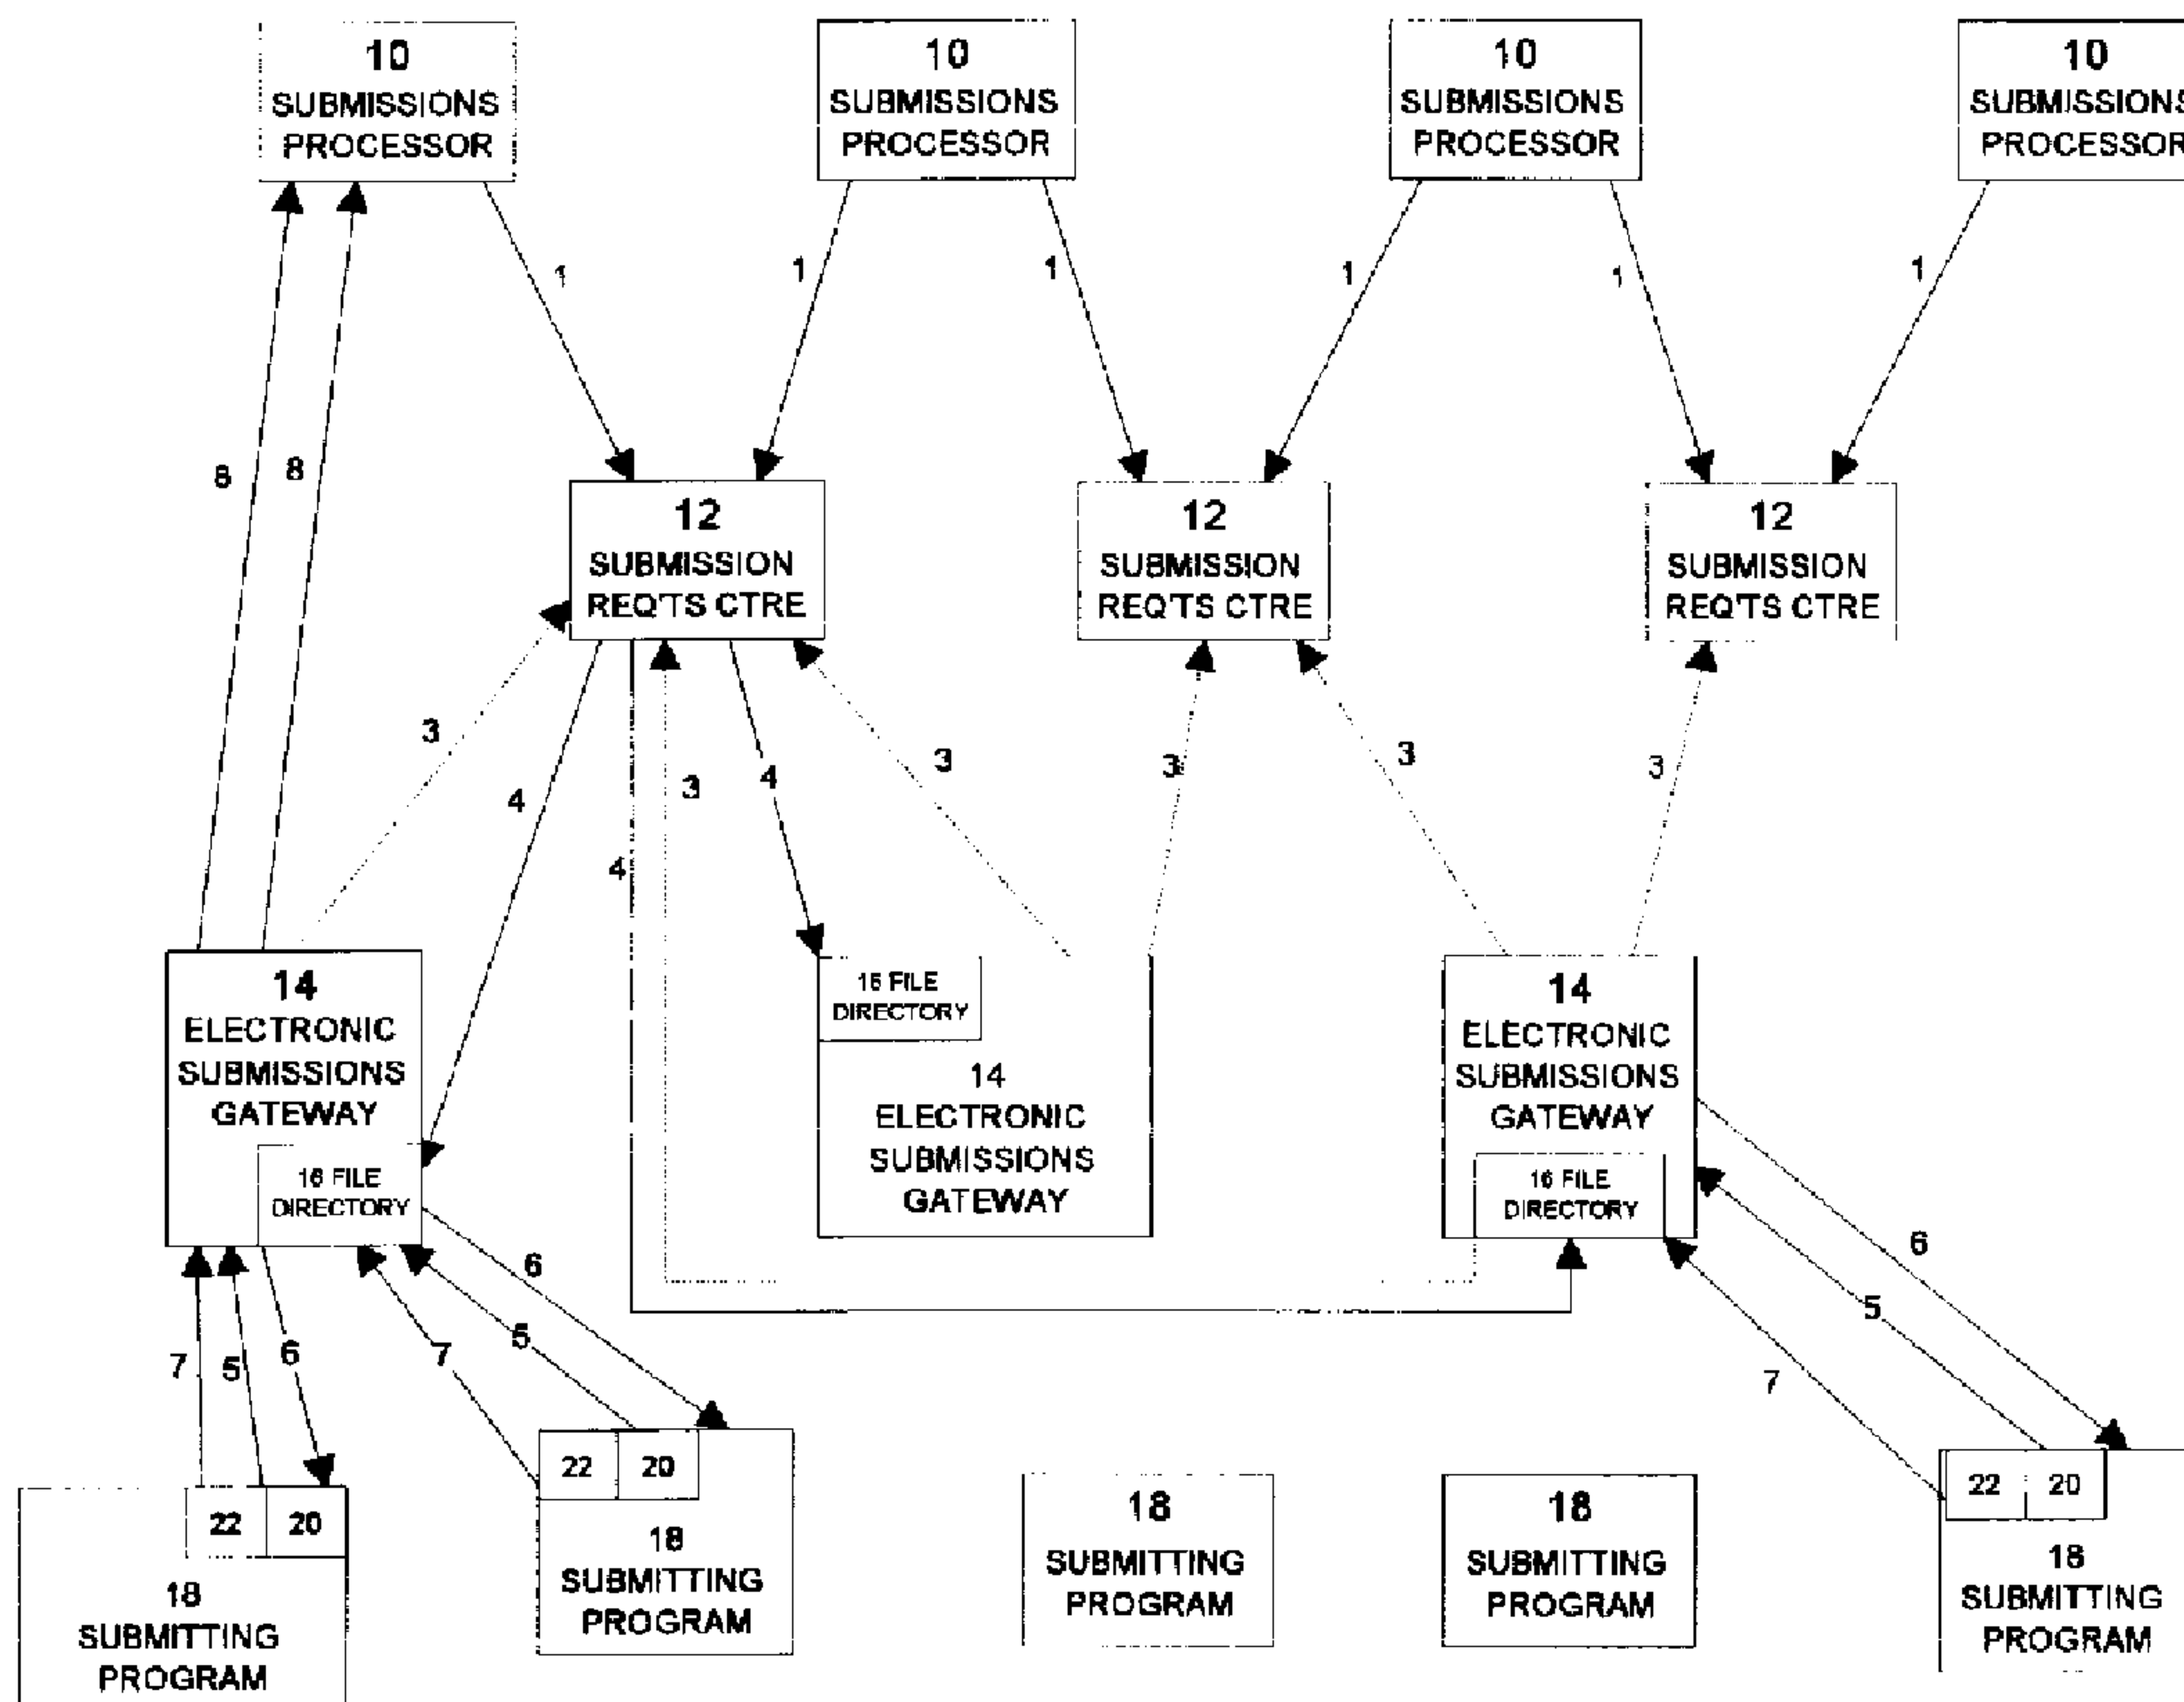 10
SUBMISSIONS
PROCESSOR
10
SUBMISSIONS
PROCESSOR
10
SUBMISSIONS
PROCESSOR
10
SUBMISSIONS
PROCESSOR
1
1
1
1
1
1
8
8
12
SUBMISSION
REQ'TS CTRE
12
SUBMISSION
REQ'TS CTRE
12
SUBMISSION
REQ'TS CTRE
3
4
4
3
4
3
3
3
3
14
ELECTRONIC
SUBMISSIONS
GATEWAY
16 FILE
DIRECTORY
16 FILE
DIRECTORY
14
ELECTRONIC
SUBMISSIONS
GATEWAY
14
ELECTRONIC
SUBMISSIONS
GATEWAY
16 FILE
DIRECTORY
7
5
6
7
5
6
7
5
6
22
20
18
SUBMITTING
PROGRAM
22
20
18
SUBMITTING
PROGRAM
18
SUBMITTING
PROGRAM
18
SUBMITTING
PROGRAM
22
20
18
SUBMITTING
PROGRAM